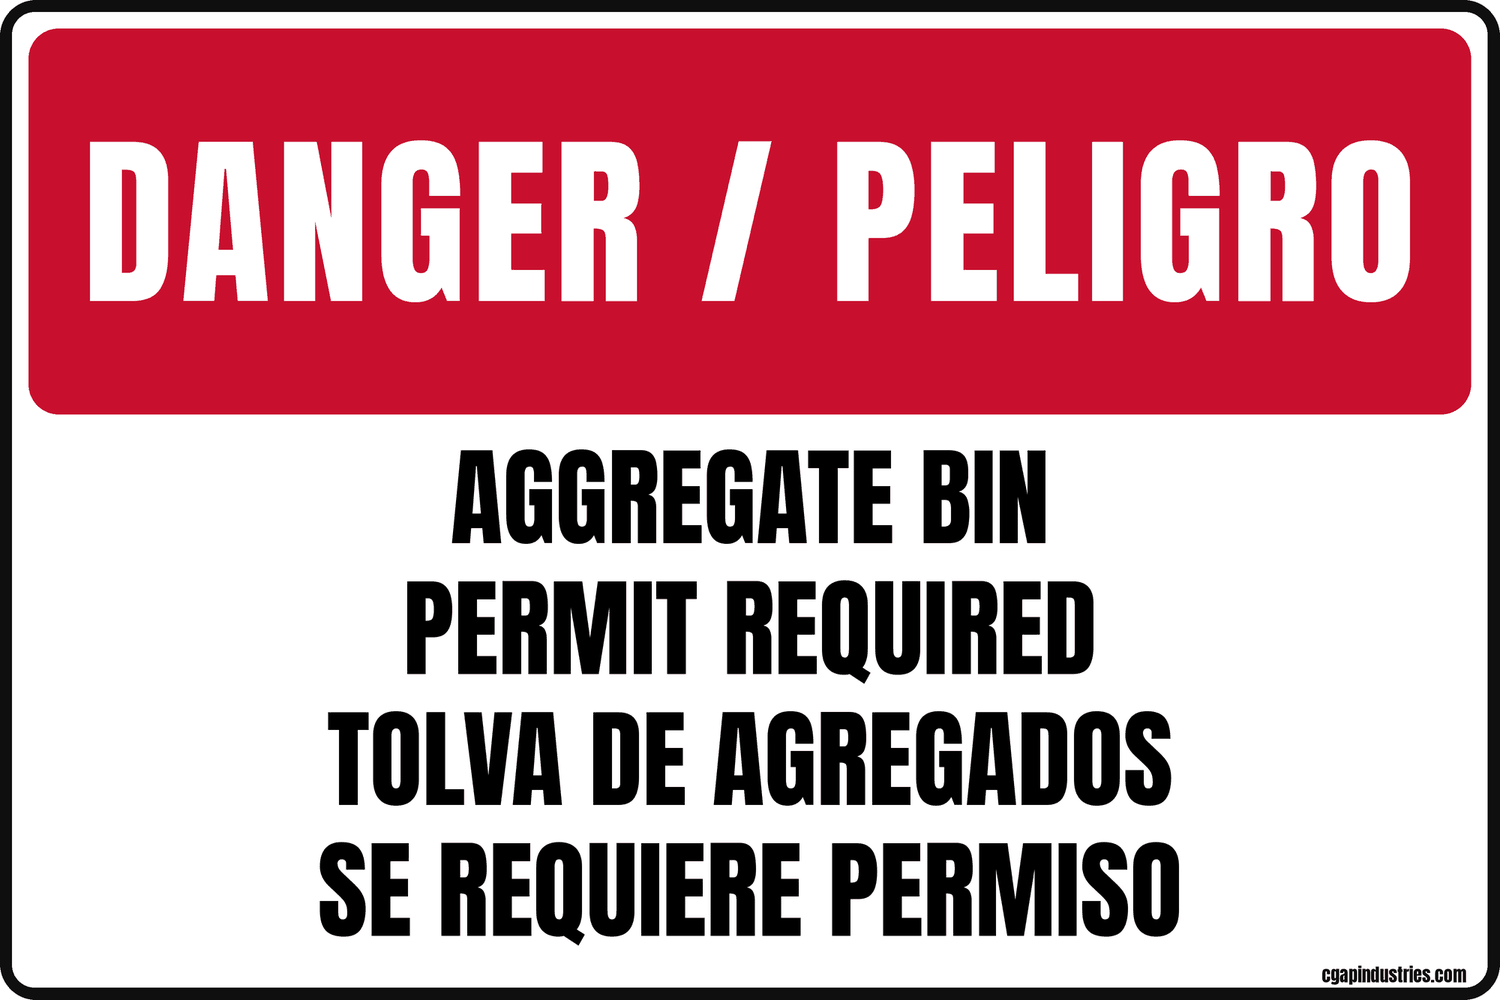 DANGER / PELIGRO
AGGREGATE BIN
PERMIT REQUIRED
TOLVA DE AGREGADOS
SE REQUIERE PERMISO
cgapindustries.com